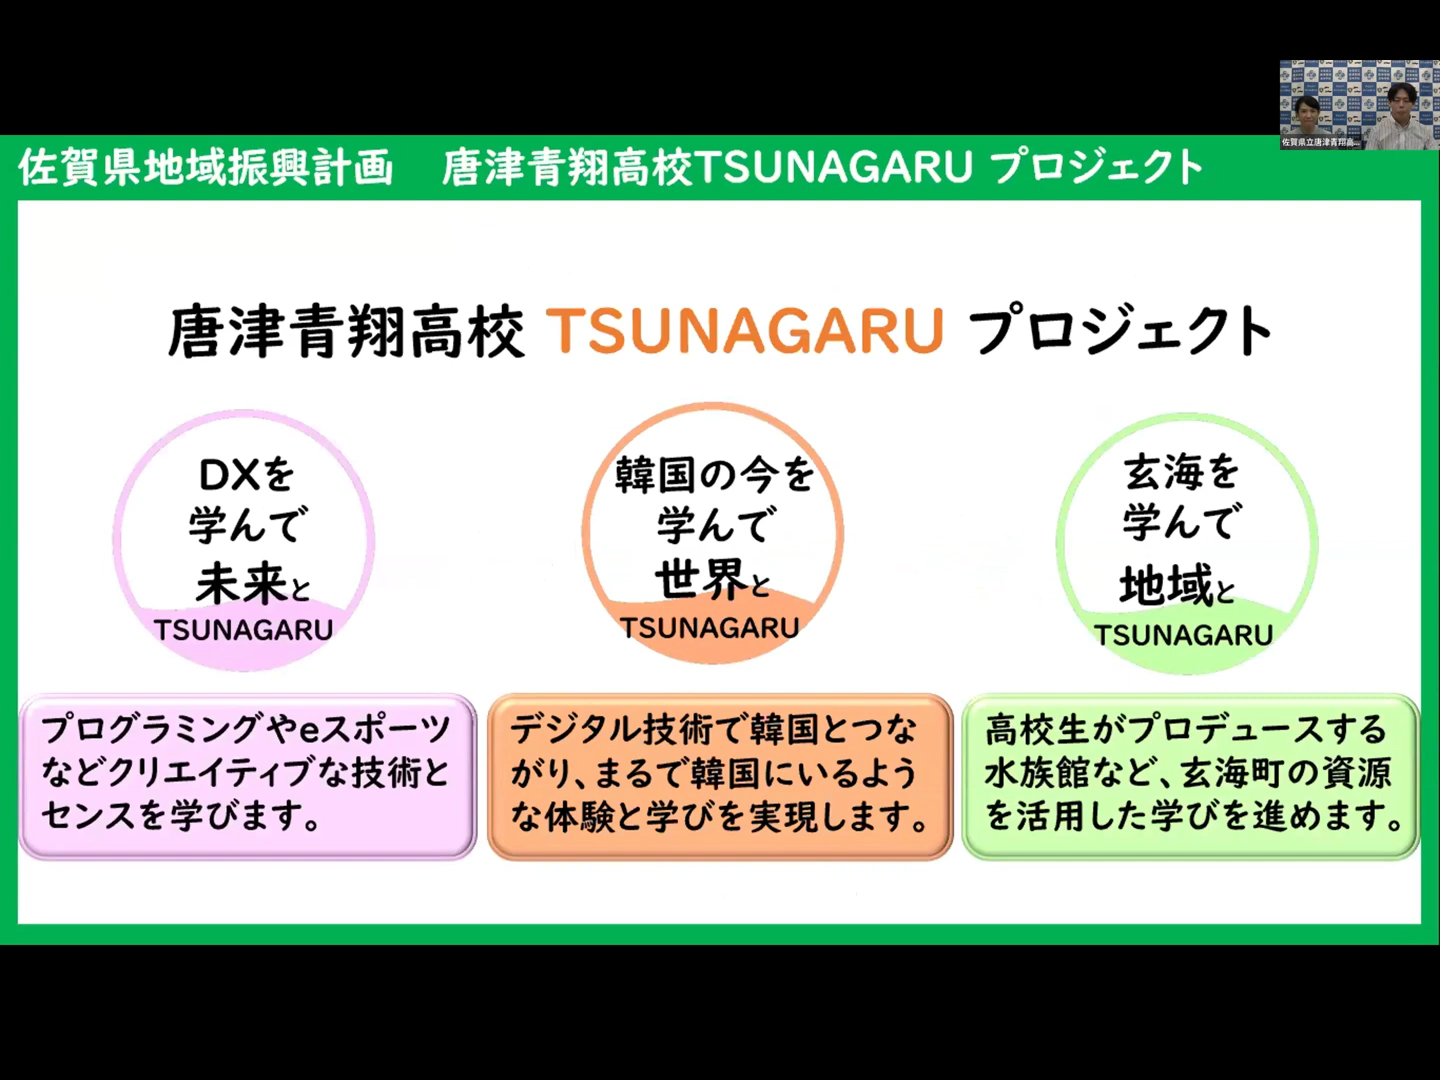 佐賀県立唐津青翔高...
佐賀県地域振興計画　唐津青翔高校TSUNAGARU プロジェクト
唐津青翔高校 TSUNAGARU プロジェクト
DXを
学んで
未来と
TSUNAGARU
プログラミングやeスポーツ
などクリエイティブな技術と
センスを学びます。
韓国の今を
学んで
世界と
TSUNAGARU
デジタル技術で韓国とつな
がり、まるで韓国にいるよう
な体験と学びを実現します。
玄海を
学んで
地域と
TSUNAGARU
高校生がプロデュースする
水族館など、玄海町の資源
を活用した学びを進めます。